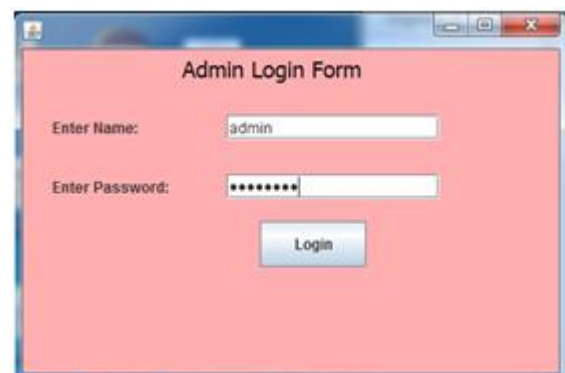 Admin Login Form
Enter Name: admin
Enter Password: ••••••••
Login